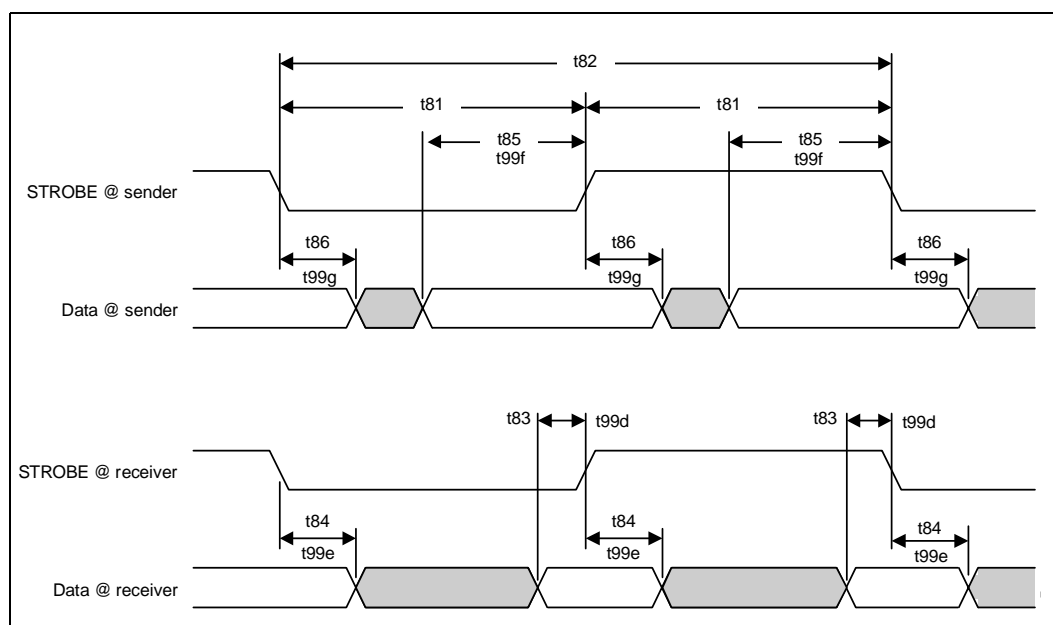 t82
t81 t81
t85 t85
t99f t99f
STROBE @ sender
t86 t86 t86
t99g t99g t99g
Data @ sender
t83 t99d t83 t99d
STROBE @ receiver
t84 t84 t84
t99e t99e t99e
Data @ receiver